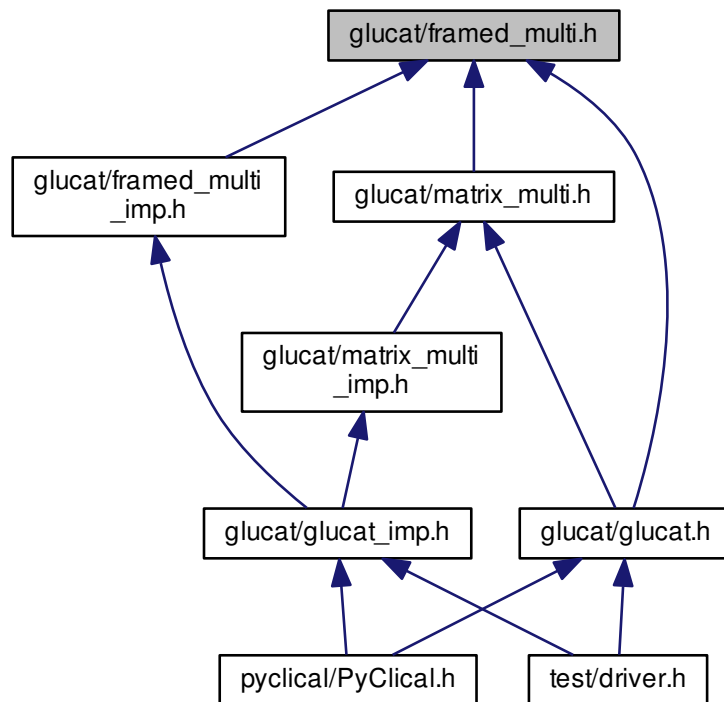 glucat/framed_multi.h
glucat/framed_multi
_imp.h
glucat/matrix_multi.h
glucat/matrix_multi
_imp.h
glucat/glucat_imp.h
glucat/glucat.h
pyclical/PyClical.h
test/driver.h